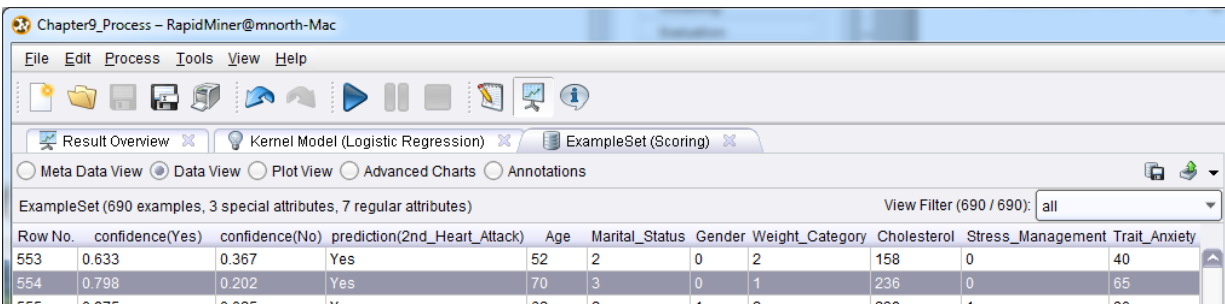 Chapter9_Process – RapidMiner@mnorth-Mac
File Edit Process Tools View Help
Result Overview Kernel Model (Logistic Regression) ExampleSet (Scoring)
Meta Data View Data View Plot View Advanced Charts Annotations
ExampleSet (690 examples, 3 special attributes, 7 regular attributes) View Filter (690 / 690): all
Row No. confidence(Yes) confidence(No) prediction(2nd_Heart_Attack) Age Marital_Status Gender Weight_Category Cholesterol Stress_Management Trait_Anxiety
553 0.633 0.367 Yes 52 2 0 2 158 0 40
554 0.798 0.202 Yes 70 3 0 1 236 0 65